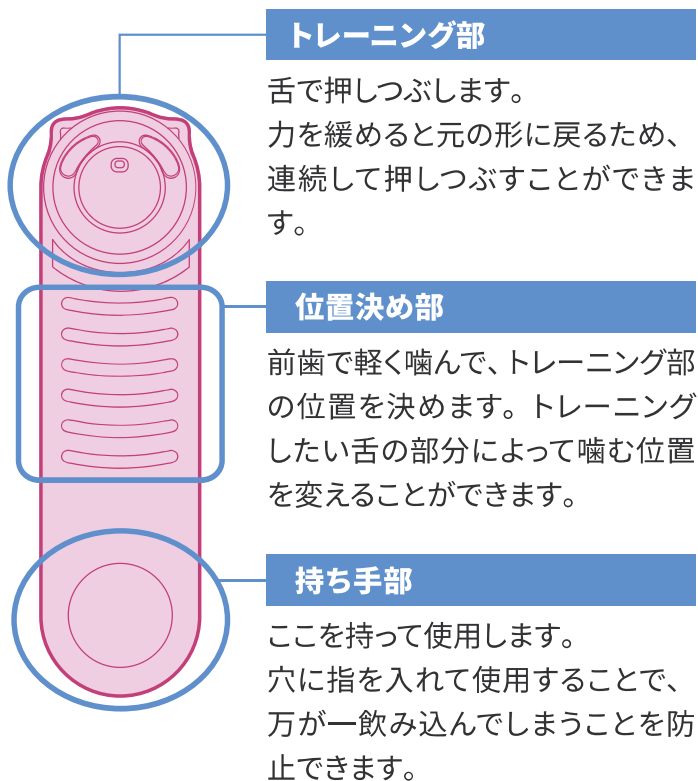 トレーニング部
舌で押しつぶします。
力を緩めると元の形に戻るため、
連続して押しつぶすことができま
す。
位置決め部
前歯で軽く噛んで、トレーニング部
の位置を決めます。トレーニング
したい舌の部分によって噛む位置
を変えることができます。
持ち手部
ここを持って使用します。
穴に指を入れて使用することで、
万が一飲み込んでしまうことを防
止できます。